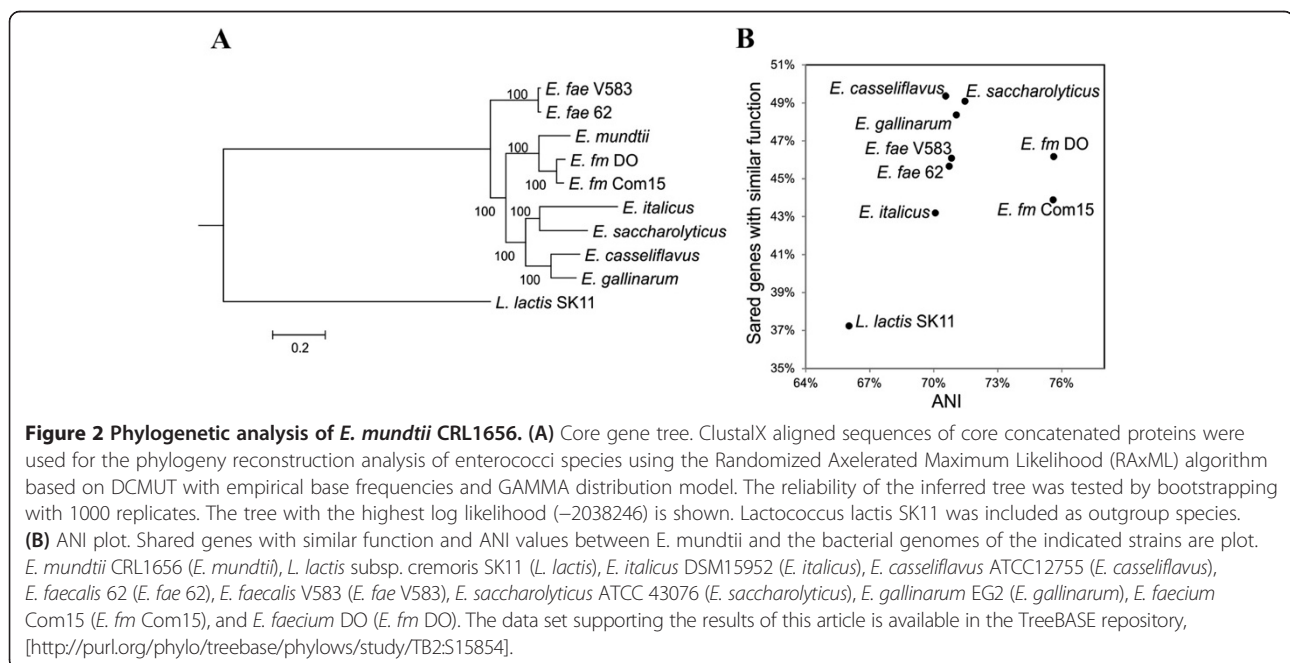 A
E. fae V583
E. fae 62
E. mundtii
E. fm DO
E. fm Com15
E. italicus
E. saccharolyticus
E. casseliflavus
E. gallinarum
L. lactis SK11
100
100
100
100
100
100
100
0.2
B
Sared genes with similar function
51%
49%
47%
45%
43%
41%
39%
37%
35%
E. casseliflavus
E. saccharolyticus
E. gallinarum
E. fae V583
E. fm DO
E. fae 62
E. italicus
E. fm Com15
L. lactis SK11
64%
67%
70%
73%
76%
ANI
Figure 2 Phylogenetic analysis of E. mundtii CRL1656. (A) Core gene tree. ClustalX aligned sequences of core concatenated proteins were
used for the phylogeny reconstruction analysis of enterococci species using the Randomized Axelerated Maximum Likelihood (RAxML) algorithm
based on DCMUT with empirical base frequencies and GAMMA distribution model. The reliability of the inferred tree was tested by bootstrapping
with 1000 replicates. The tree with the highest log likelihood (−2038246) is shown. Lactococcus lactis SK11 was included as outgroup species.
(B) ANI plot. Shared genes with similar function and ANI values between E. mundtii and the bacterial genomes of the indicated strains are plot.
E. mundtii CRL1656 (E. mundtii), L. lactis subsp. cremoris SK11 (L. lactis), E. italicus DSM15952 (E. italicus), E. casseliflavus ATCC12755 (E. casseliflavus),
E. faecalis 62 (E. fae 62), E. faecalis V583 (E. fae V583), E. saccharolyticus ATCC 43076 (E. saccharolyticus), E. gallinarum EG2 (E. gallinarum), E. faecium
Com15 (E. fm Com15), and E. faecium DO (E. fm DO). The data set supporting the results of this article is available in the TreeBASE repository,
[http://purl.org/phylo/treebase/phylows/study/TB2:S15854].